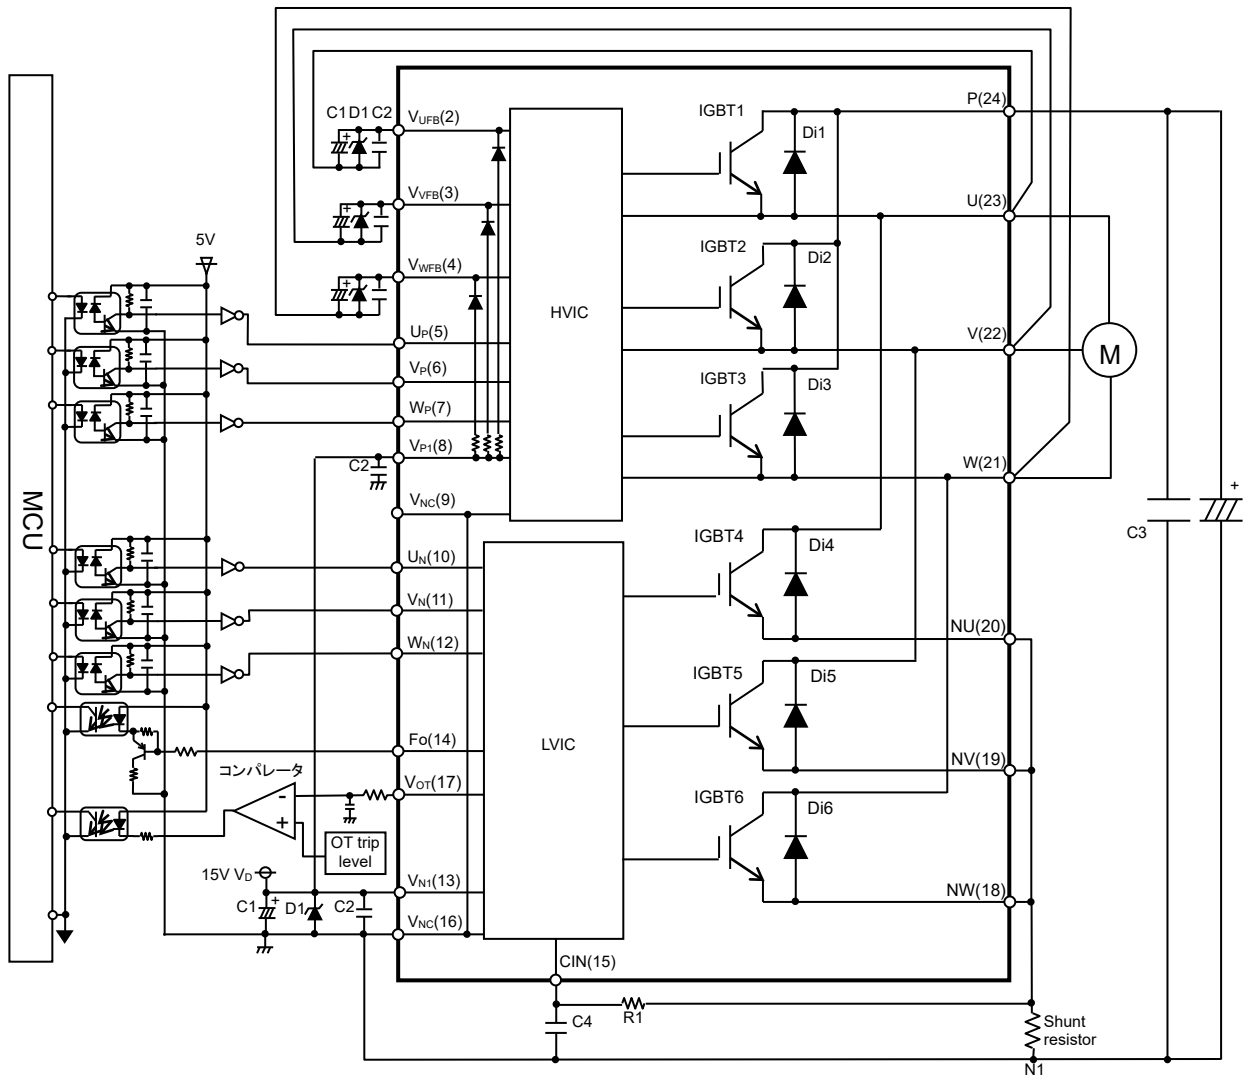 P(24)
IGBT1
C1 D1 C2
VUFB(2)
Di1
VVFB(3)
U(23)
5V
IGBT2
Di2
VWFB(4)
HVIC
UP(5)
V(22)
M
VP(6)
IGBT3
Di3
WP(7)
VP1(8)
C2
W(21)
+
VNC(9)
MCU
C3
IGBT4
Di4
UN(10)
VN(11)
NU(20)
WN(12)
IGBT5
Di5
Fo(14)
LVIC
NV(19)
コンパレータ
VOT(17)
-
IGBT6
Di6
+
OT trip
level
15V VD
VN1(13)
NW(18)
C1
+
D1
C2
VNC(16)
CIN(15)
C4
R1
Shunt
resistor
N1
+
+
+